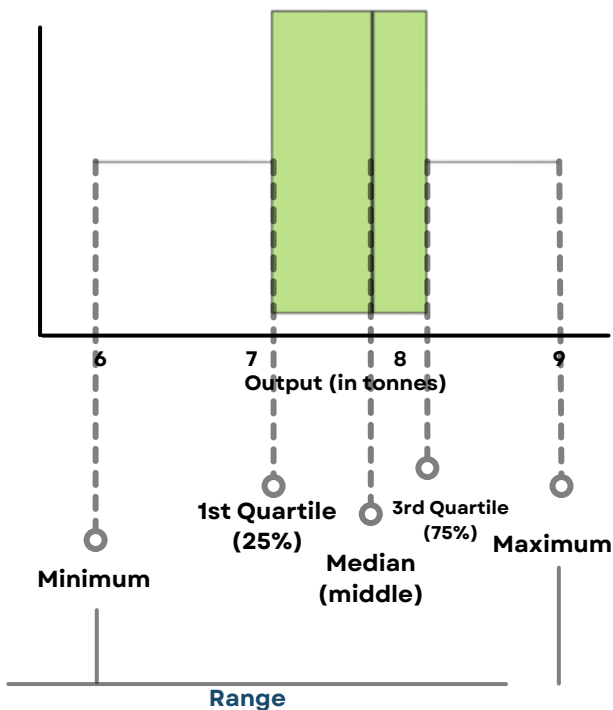 6 7 8 9
Output (in tonnes)
1st Quartile
(25%)
Median
(middle)
3rd Quartile
(75%)
Maximum
Minimum
Range